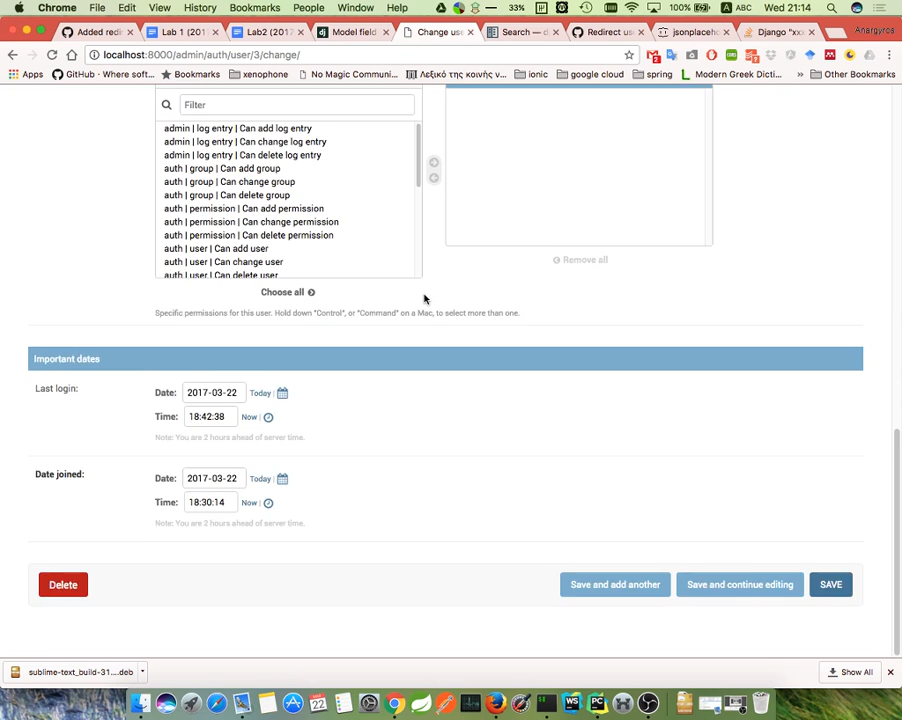 Chrome File Edit View History Bookmarks People Window Help 33% 100% ABC Wed 21:14
Added redir Lab 1 (201 Lab2 (2017 Model field Change use Search — d Redirect us jsonplaceho Django "xxx Anargyros
localhost:8000/admin/auth/user/3/change/
Apps GitHub · Where soft... Bookmarks xenophone No Magic Communi... Λεξικό της κοινής ν... ionic google cloud spring Modern Greek Dicti... Other Bookmarks
Filter
admin | log entry | Can add log entry
admin | log entry | Can change log entry
admin | log entry | Can delete log entry
auth | group | Can add group
auth | group | Can change group
auth | group | Can delete group
auth | permission | Can add permission
auth | permission | Can change permission
auth | permission | Can delete permission
auth | user | Can add user
auth | user | Can change user
auth | user | Can delete user
Remove all
Choose all
Specific permissions for this user. Hold down "Control", or "Command" on a Mac, to select more than one.
Important dates
Last login: Date: 2017-03-22 Today |
Time: 18:42:38 Now |
Note: You are 2 hours ahead of server time.
Date joined: Date: 2017-03-22 Today |
Time: 18:30:14 Now |
Note: You are 2 hours ahead of server time.
Delete Save and add another Save and continue editing SAVE
sublime-text_build-31....deb Show All